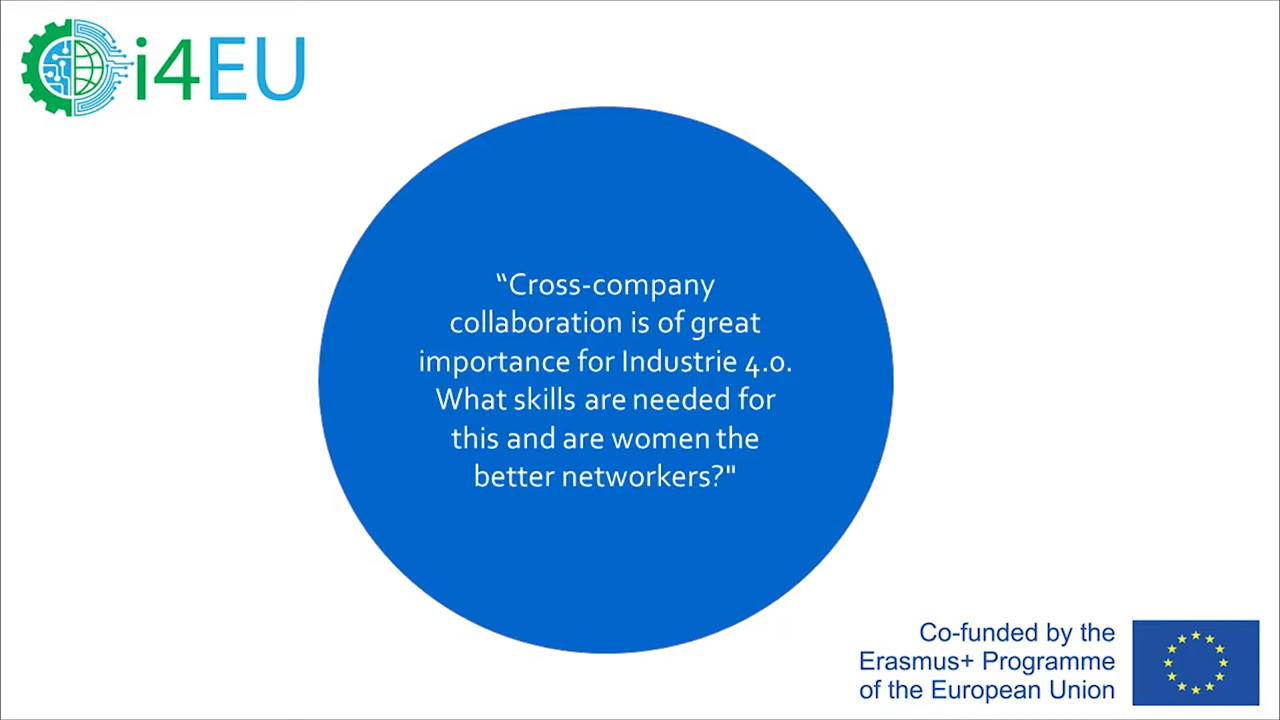 i4EU
“Cross-company
collaboration is of great
importance for Industrie 4.0.
What skills are needed for
this and are women the
better networkers?"
Co-funded by the
Erasmus+ Programme
of the European Union